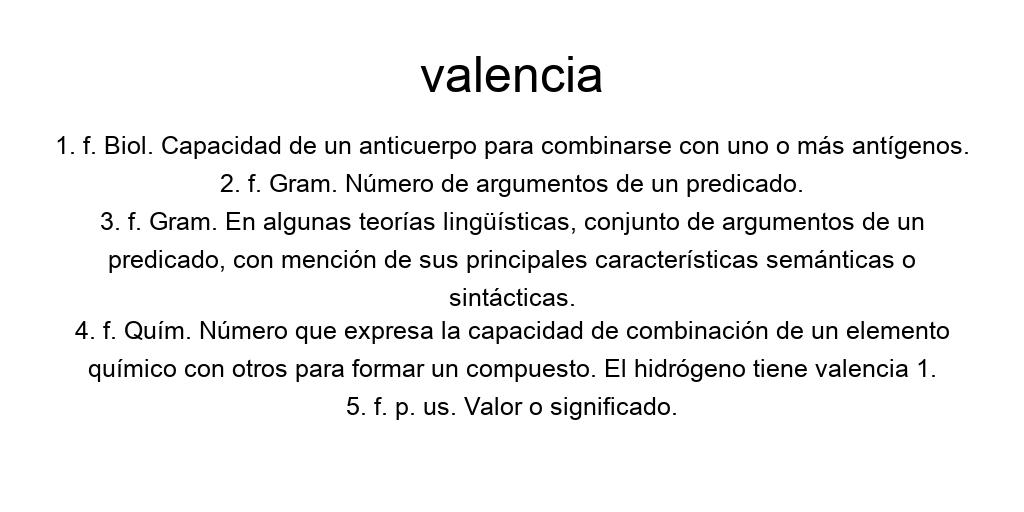 valencia
1. f. Biol. Capacidad de un anticuerpo para combinarse con uno o más antígenos.
2. f. Gram. Número de argumentos de un predicado.
3. f. Gram. En algunas teorías lingüísticas, conjunto de argumentos de un
predicado, con mención de sus principales características semánticas o
sintácticas.
4. f. Quím. Número que expresa la capacidad de combinación de un elemento
químico con otros para formar un compuesto. El hidrógeno tiene valencia 1.
5. f. p. us. Valor o significado.